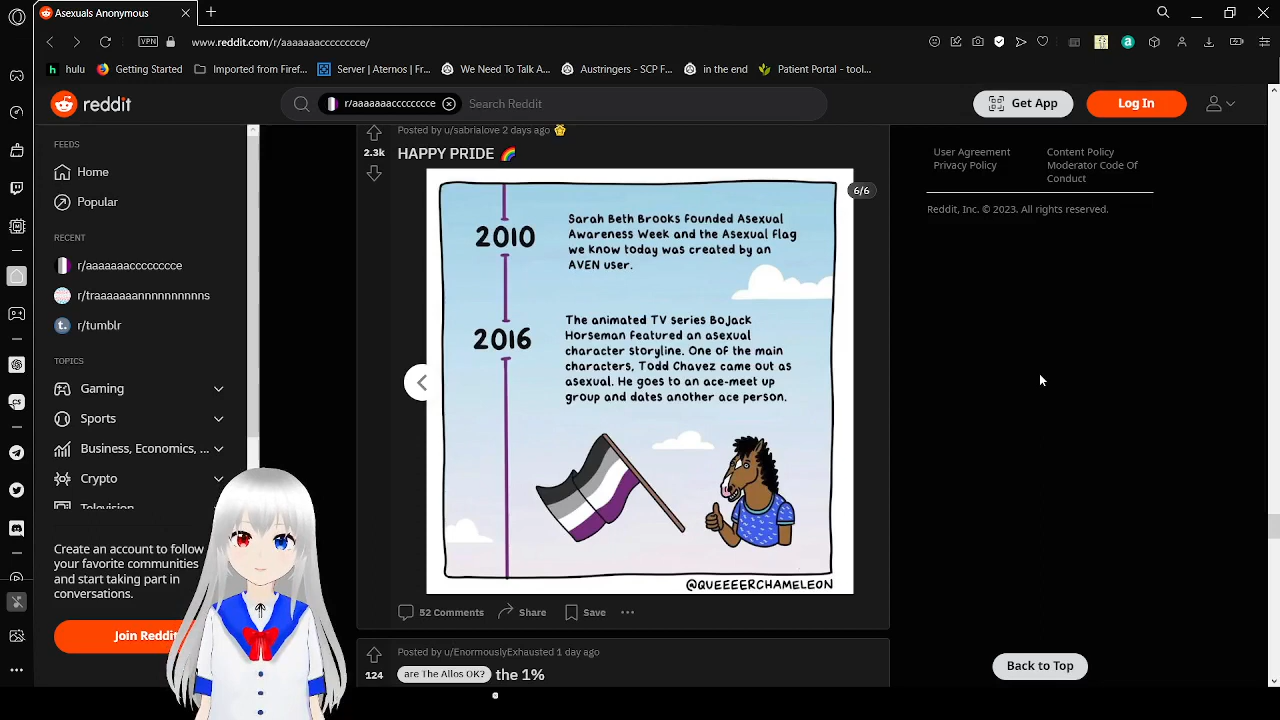 Asexuals Anonymous
VPN
www.reddit.com/r/aaaaaaacccccccce/
hulu
Getting Started
Imported from Firef...
Server | Aternos | Fr...
We Need To Talk A...
Austringers - SCP F...
in the end
Patient Portal - tool...
reddit
r/aaaaaaacccccccce
Search Reddit
Get App
Log In
FEEDS
Home
Popular
RECENT
r/aaaaaaacccccccce
r/traaaaaaannnnnnnnnns
r/tumblr
TOPICS
Gaming
Sports
Business, Economics, ...
Crypto
Television
Create an account to follow
your favorite communities
and start taking part in
conversations.
Join Reddit
Posted by u/sabrialove 2 days ago
2.3k
HAPPY PRIDE
6/6
2010
Sarah Beth Brooks founded Asexual
Awareness Week and the Asexual flag
we know today was created by an
AVEN user.
2016
The animated TV series BoJack
Horseman featured an asexual
character storyline. One of the main
characters, Todd Chavez came out as
asexual. He goes to an ace-meet up
group and dates another ace person.
@QUEEEERCHAMELEON
52 Comments
Share
Save
Posted by u/EnormouslyExhausted 1 day ago
124
are The Allos OK?
the 1%
User Agreement
Privacy Policy
Content Policy
Moderator Code Of
Conduct
Reddit, Inc. © 2023. All rights reserved.
Back to Top